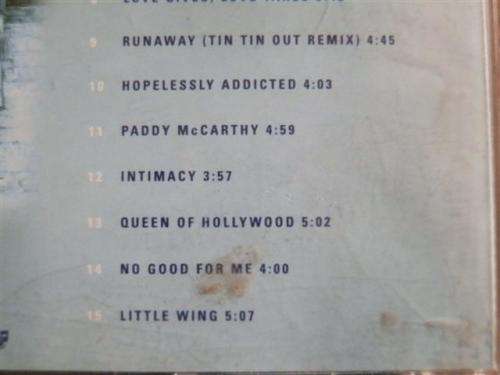 9 RUNAWAY (TIN TIN OUT REMIX) 4:45
10 HOPELESSLY ADDICTED 4:03
11 PADDY McCARTHY 4:59
12 INTIMACY 3:57
13 QUEEN OF HOLLYWOOD 5:02
14 NO GOOD FOR ME 4:00
15 LITTLE WING 5:07